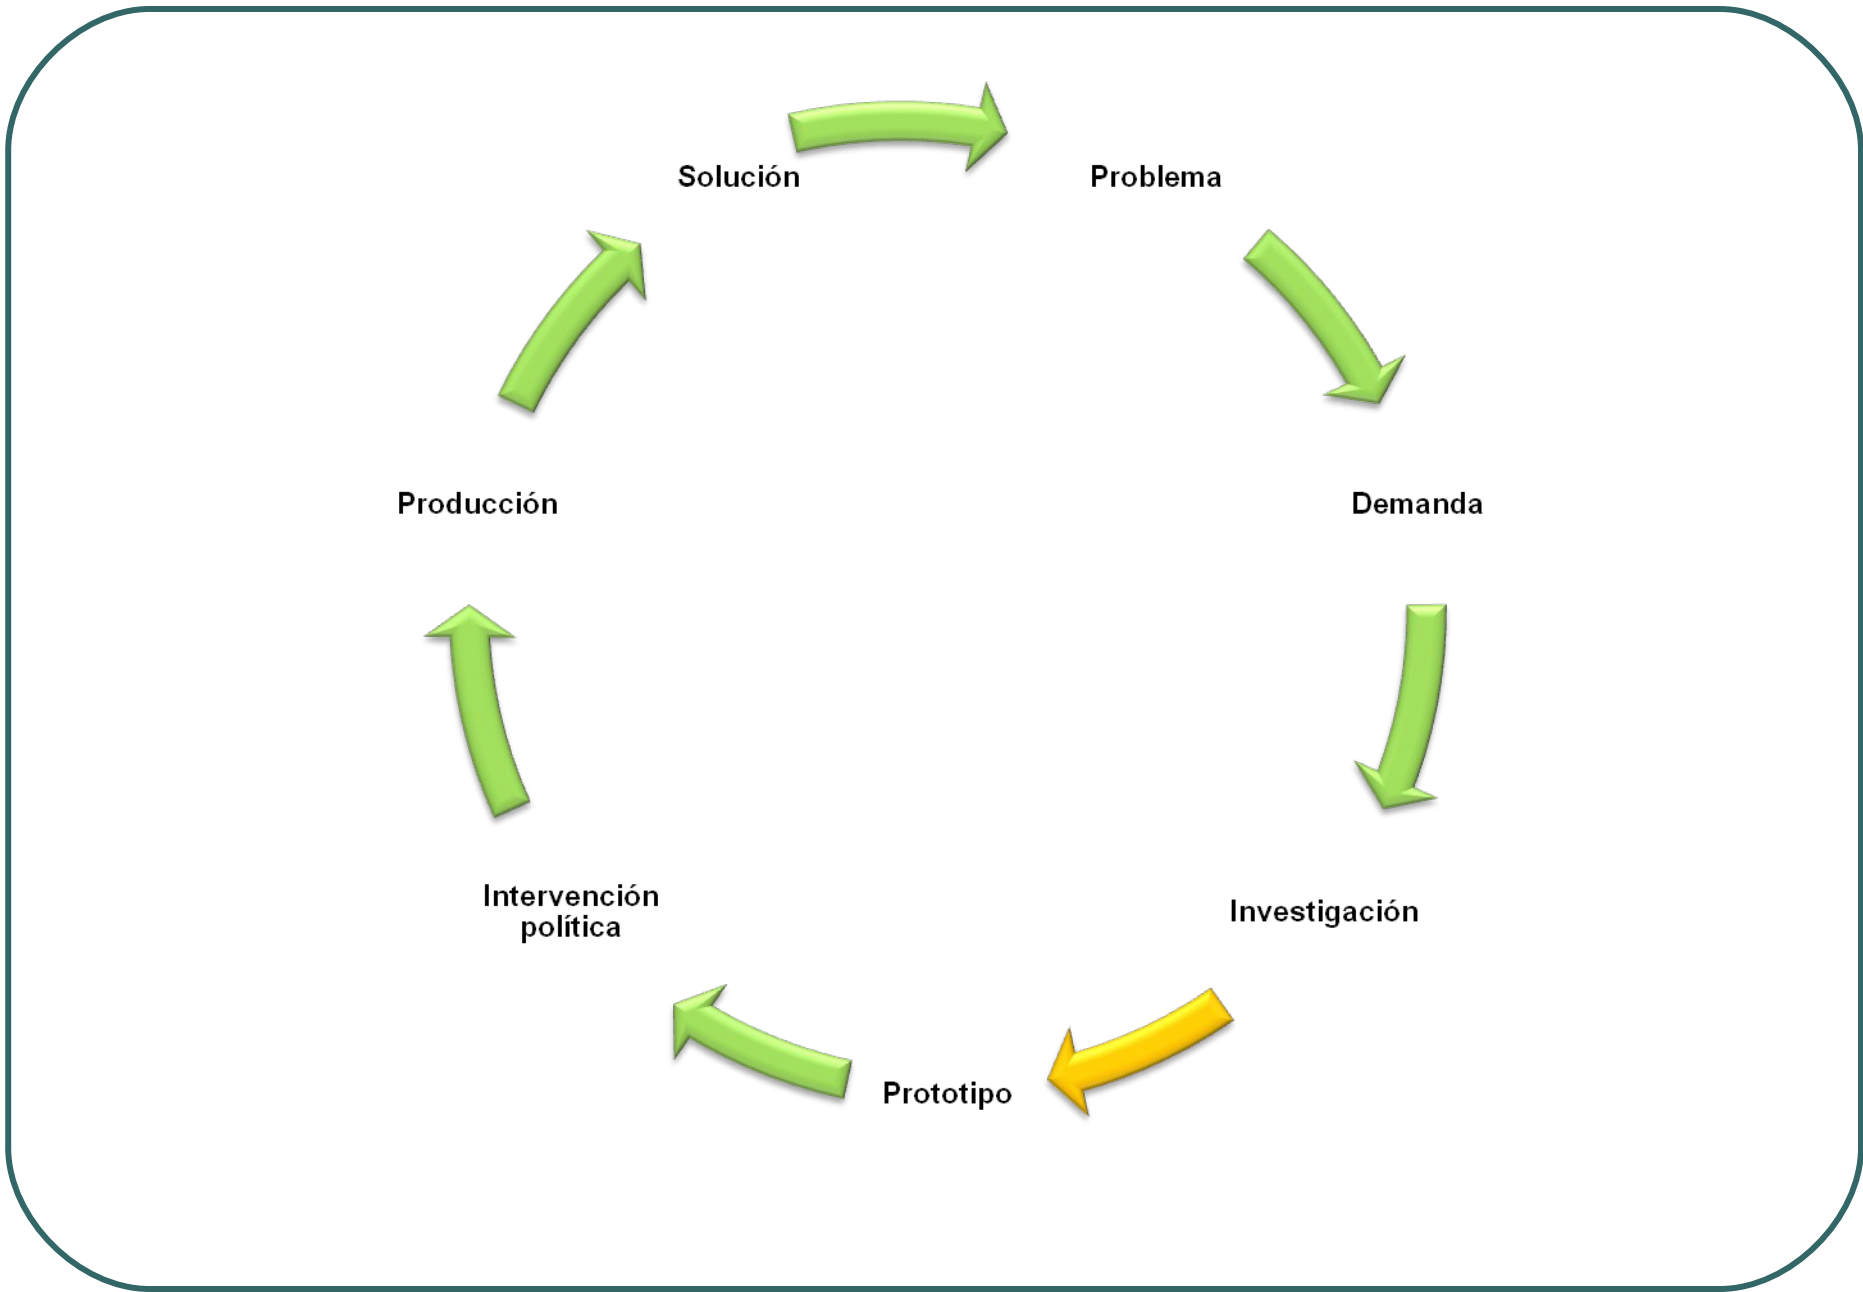 Solución
Problema
Producción
Demanda
Intervención
política
Investigación
Prototipo